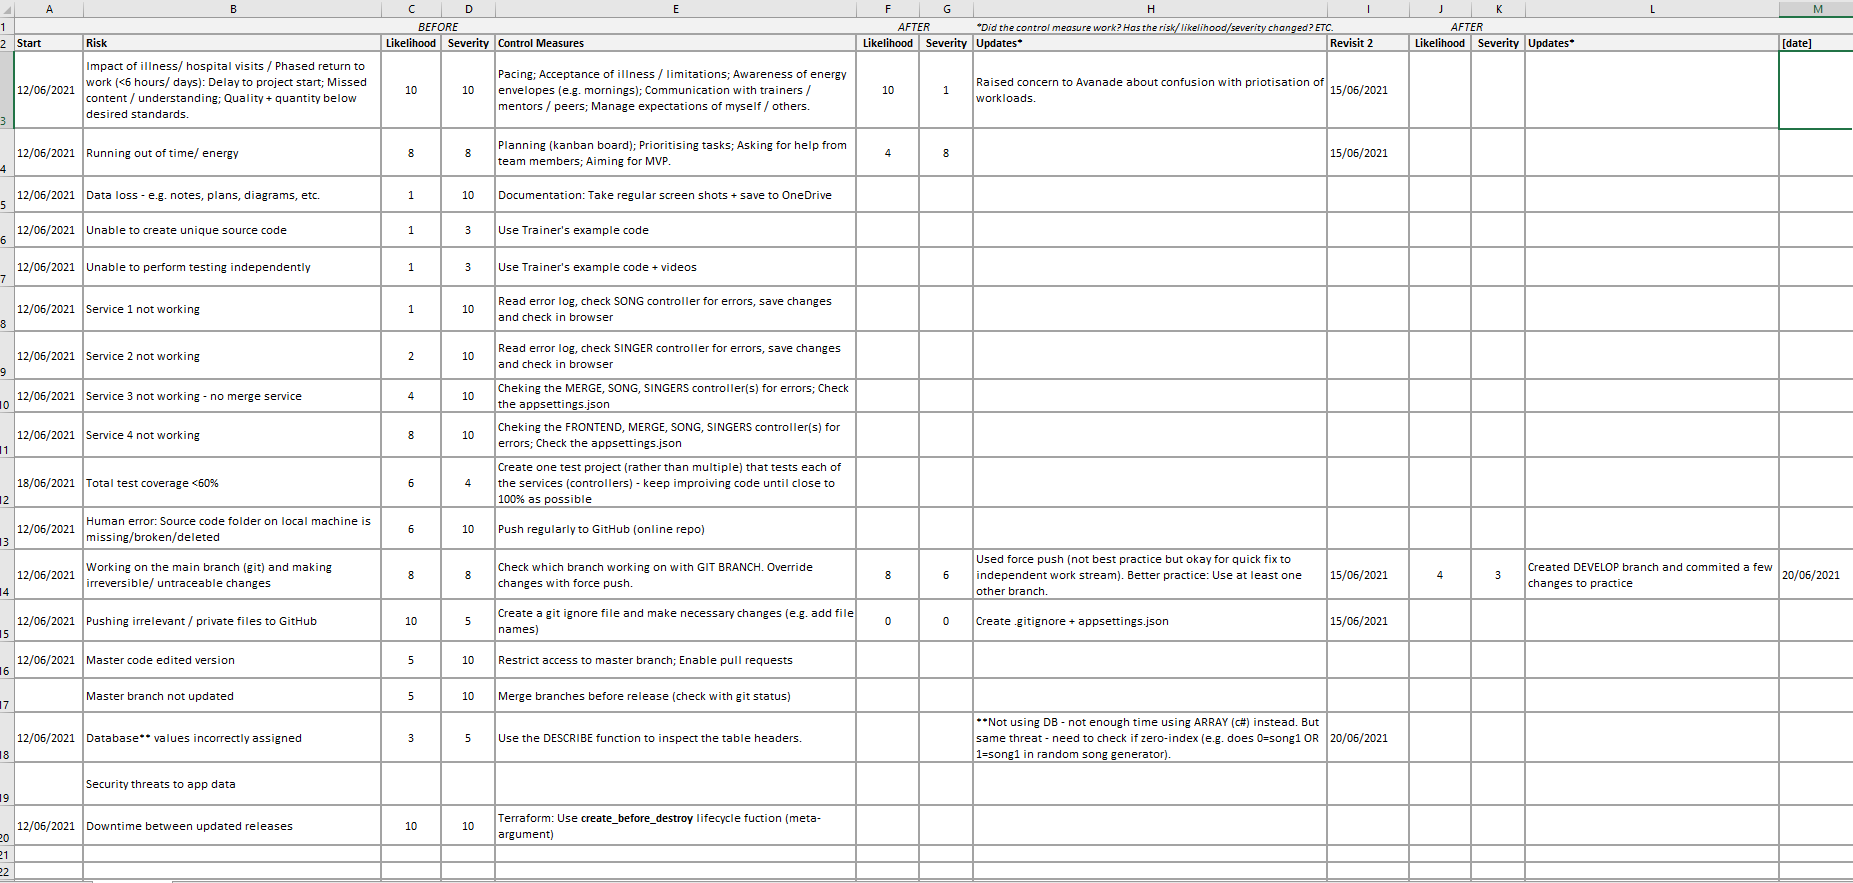 A B C D E F G H I J K L M
1 BEFORE AFTER *Did the control measure work? Has the risk/ likelihood/severity changed? ETC. AFTER
2 Start Risk Likelihood Severity Control Measures Likelihood Severity Updates* Revisit 2 Likelihood Severity Updates* [date]
Impact of illness/ hospital visits / Phased return to
work (<6 hours/ days): Delay to project start; Missed
content / understanding; Quality + quantity below
desired standards.
3 12/06/2021 10 10
Pacing; Acceptance of illness / limitations; Awareness of energy
envelopes (e.g. mornings); Communication with trainers /
mentors / peers; Manage expectations of myself / others.
10 1
Raised concern to Avanade about confusion with priotisation of
workloads.
15/06/2021
4 12/06/2021 Running out of time/ energy 8 8
Planning (kanban board); Prioritising tasks; Asking for help from
team members; Aiming for MVP.
4 8 15/06/2021
5 12/06/2021 Data loss - e.g. notes, plans, diagrams, etc. 1 10 Documentation: Take regular screen shots + save to OneDrive
6 12/06/2021 Unable to create unique source code 1 3 Use Trainer's example code
7 12/06/2021 Unable to perform testing independently 1 3 Use Trainer's example code + videos
8 12/06/2021 Service 1 not working 1 10
Read error log, check SONG controller for errors, save changes
and check in browser
9 12/06/2021 Service 2 not working 2 10
Read error log, check SINGER controller for errors, save changes
and check in browser
10 12/06/2021 Service 3 not working - no merge service 4 10
Cheking the MERGE, SONG, SINGERS controller(s) for errors; Check
the appsettings.json
11 12/06/2021 Service 4 not working 8 10
Cheking the FRONTEND, MERGE, SONG, SINGERS controller(s) for
errors; Check the appsettings.json
12 18/06/2021 Total test coverage <60% 6 4
Create one test project (rather than multiple) that tests each of
the services (controllers) - keep improiving code until close to
100% as possible
13 12/06/2021
Human error: Source code folder on local machine is
missing/broken/deleted
6 10 Push regularly to GitHub (online repo)
14 12/06/2021
Working on the main branch (git) and making
irreversible/ untraceable changes
8 8
Check which branch working on with GIT BRANCH. Override
changes with force push.
8 6
Used force push (not best practice but okay for quick fix to
independent work stream). Better practice: Use at least one
other branch.
15/06/2021 4 3
Created DEVELOP branch and commited a few
changes to practice
20/06/2021
15 12/06/2021 Pushing irrelevant / private files to GitHub 10 5
Create a git ignore file and make necessary changes (e.g. add file
names)
0 0 Create .gitignore + appsettings.json 15/06/2021
16 12/06/2021 Master code edited version 5 10 Restrict access to master branch; Enable pull requests
17 Master branch not updated 5 10 Merge branches before release (check with git status)
18 12/06/2021 Database** values incorrectly assigned 3 5 Use the DESCRIBE function to inspect the table headers.
**Not using DB - not enough time using ARRAY (c#) instead. But
same threat - need to check if zero-index (e.g. does 0=song1 OR
1=song1 in random song generator).
20/06/2021
19 Security threats to app data
20 12/06/2021 Downtime between updated releases 10 10
Terraform: Use create_before_destroy lifecycle fuction (meta-
argument)
21
22